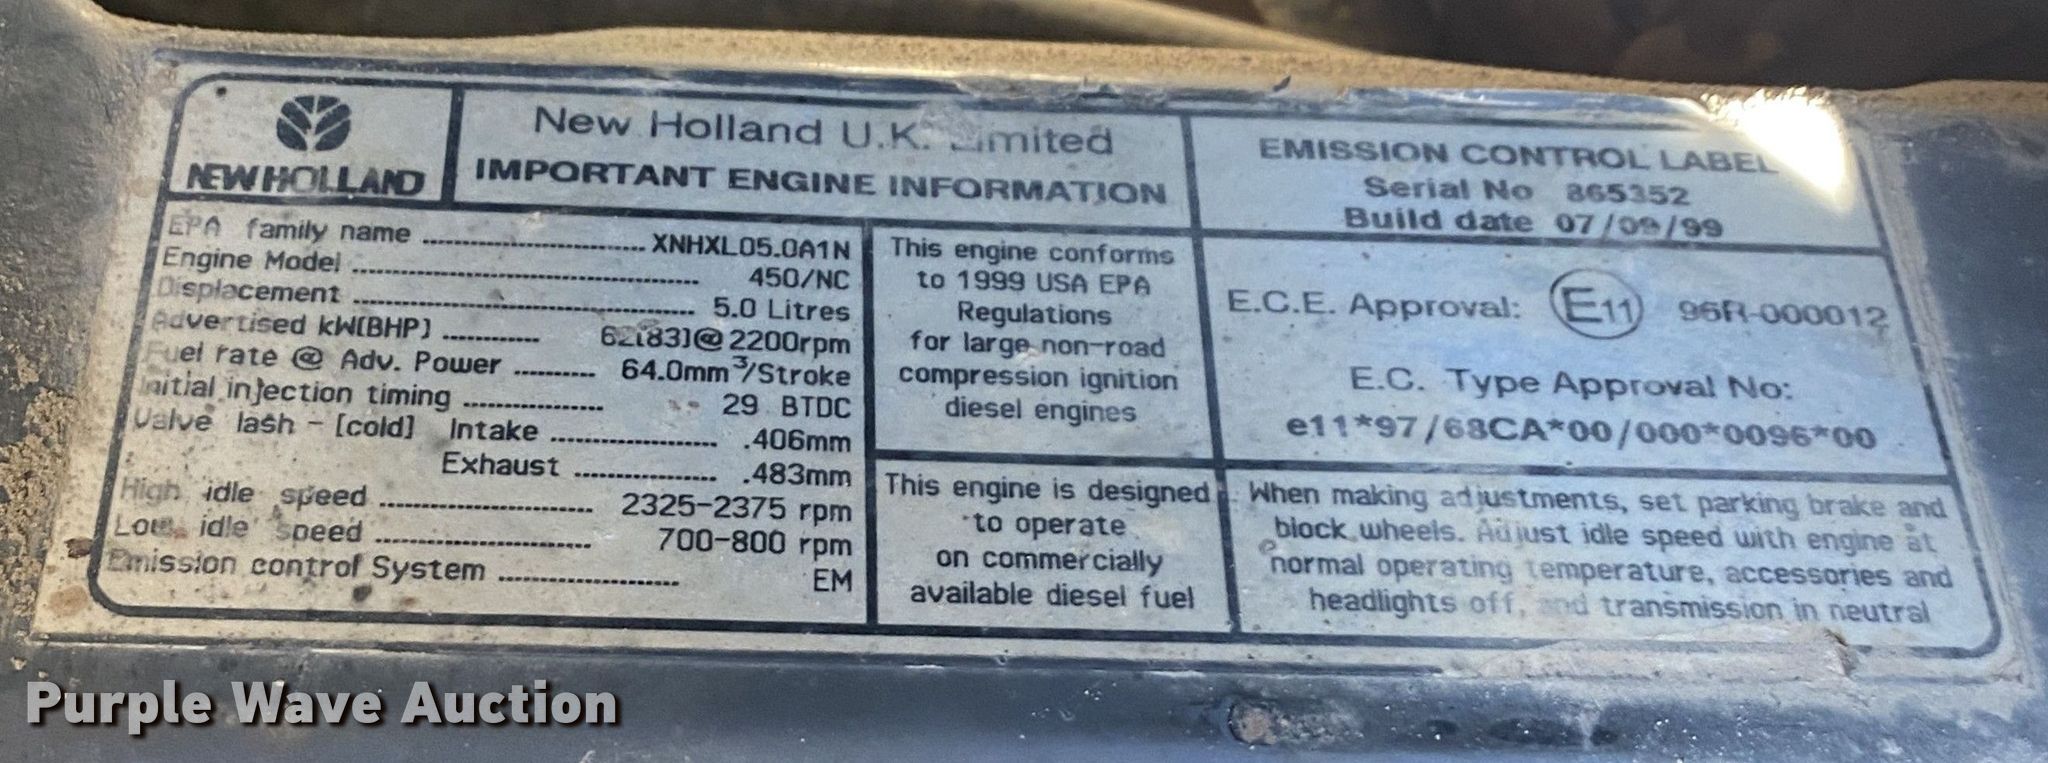 NEW HOLLAND
New Holland U.K. Limited
IMPORTANT ENGINE INFORMATION
EPA family name .......... XNHXL05.0A1N
Engine Model .......... 450/NC
Displacement .......... 5.0 Litres
Advertised kW(BHP) .......... 62(83)@2200rpm
Fuel rate @ Adv. Power .......... 64.0mm³/Stroke
Initial injection timing .......... 29 BTDC
Valve lash - [cold] Intake .......... .406mm
Exhaust .......... .483mm
High idle speed .......... 2325-2375 rpm
Low idle speed .......... 700-800 rpm
Emission control System .......... EM
This engine conforms
to 1999 USA EPA
Regulations
for large non-road
compression ignition
diesel engines
This engine is designed
to operate
on commercially
available diesel fuel
EMISSION CONTROL LABEL
Serial No 865352
Build date 07/09/99
E.C.E. Approval: E11 96R-000012
E.C. Type Approval No:
e11*97/68CA*00/000*0096*00
When making adjustments, set parking brake and
block wheels. Adjust idle speed with engine at
normal operating temperature, accessories and
headlights off, and transmission in neutral
Purple Wave Auction